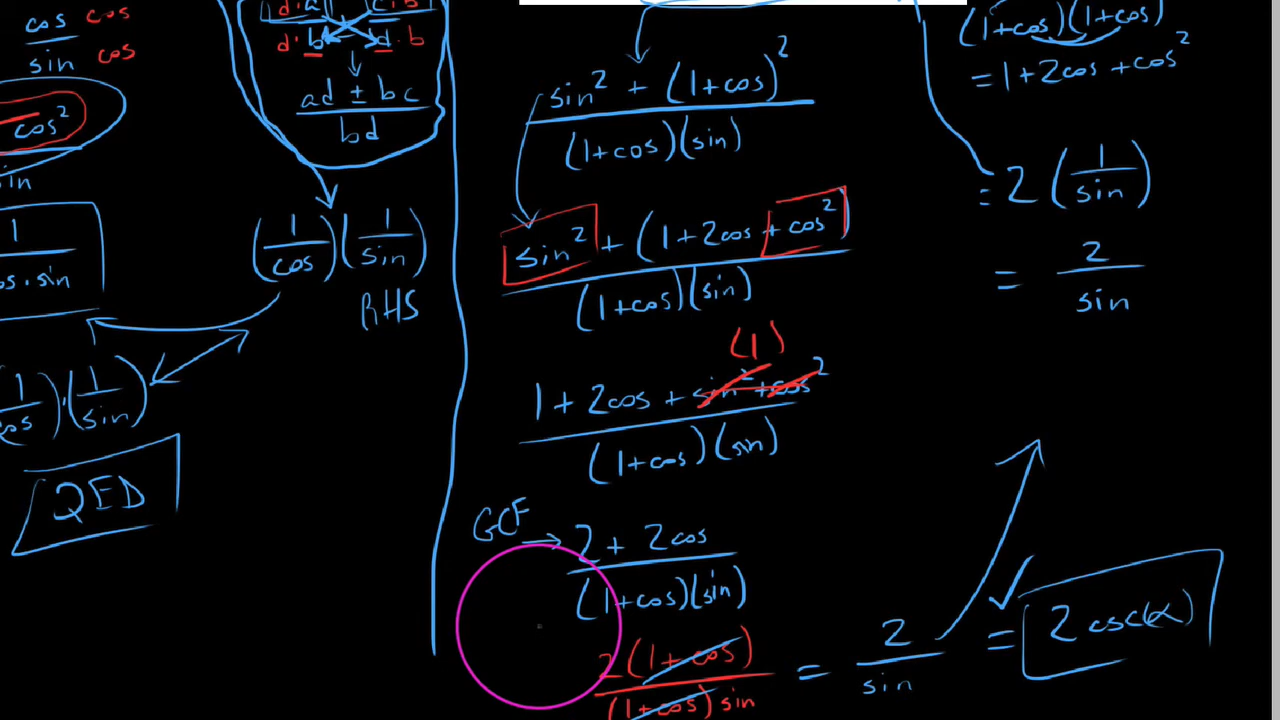 cos cos
sin cos
cos²
sin
1
cos · sin
1
cos
) · (
1
sin
)
QED
d·a c·b
d·b d·b
ad ± bc
bd
(1/cos)(1/sin)
RHS
sin² + (1+cos)²
(1+cos)(sin)
sin² + (1+2cos+cos²)
(1+cos)(sin)
(1)
1 + 2cos + sin²+cos²
(1+cos)(sin)
GCF → 2 + 2cos
(1+cos)(sin)
2(1+cos)
(1+cos)sin
= 2/sin
= 2csc(α)
(1+cos)(1+cos)
=1+2cos+cos²
= 2(1/sin)
= 2/sin